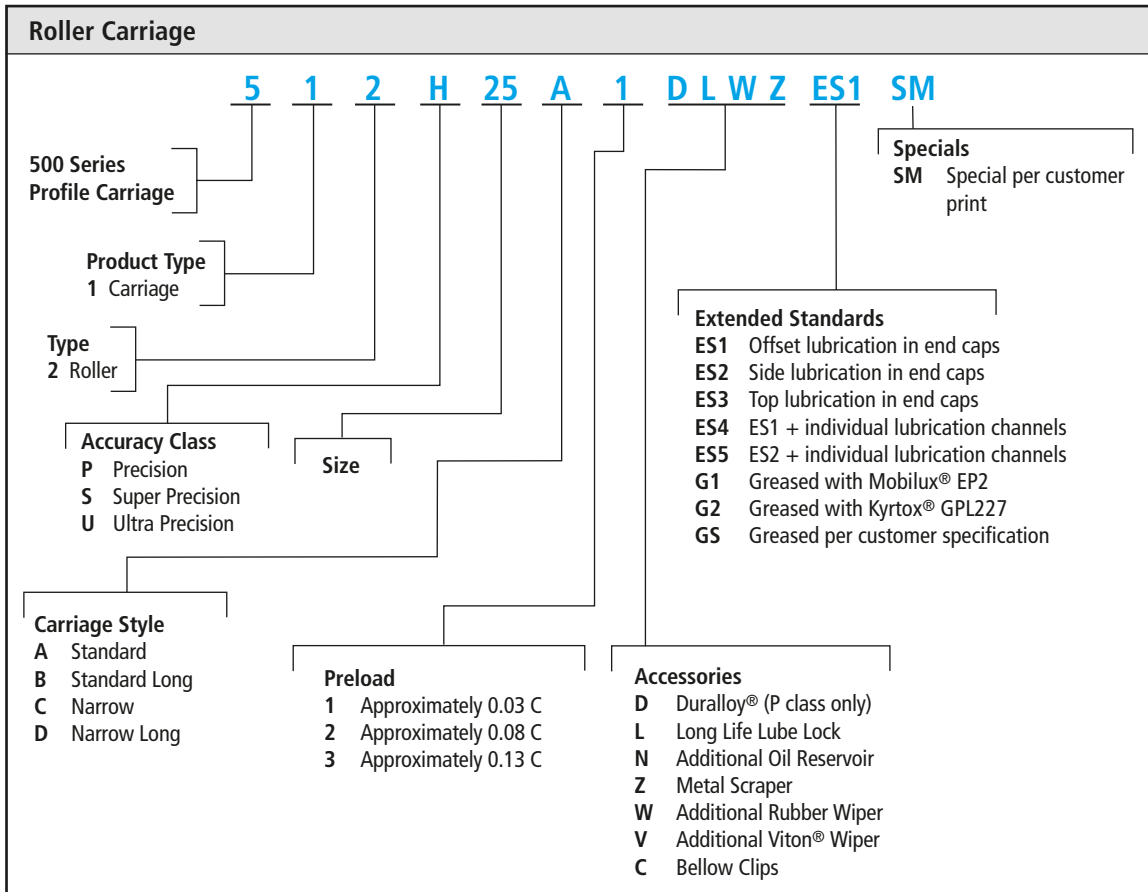 Roller Carriage
5 1 2 H 25 A 1 D L W Z ES1 SM
500 Series
Profile Carriage
Product Type
1 Carriage
Type
2 Roller
Accuracy Class
P Precision
S Super Precision
U Ultra Precision
Size
Carriage Style
A Standard
B Standard Long
C Narrow
D Narrow Long
Preload
1 Approximately 0.03 C
2 Approximately 0.08 C
3 Approximately 0.13 C
Accessories
D Duralloy® (P class only)
L Long Life Lube Lock
N Additional Oil Reservoir
Z Metal Scraper
W Additional Rubber Wiper
V Additional Viton® Wiper
C Bellow Clips
Extended Standards
ES1 Offset lubrication in end caps
ES2 Side lubrication in end caps
ES3 Top lubrication in end caps
ES4 ES1 + individual lubrication channels
ES5 ES2 + individual lubrication channels
G1 Greased with Mobilux® EP2
G2 Greased with Kyrtox® GPL227
GS Greased per customer specification
Specials
SM Special per customer
print